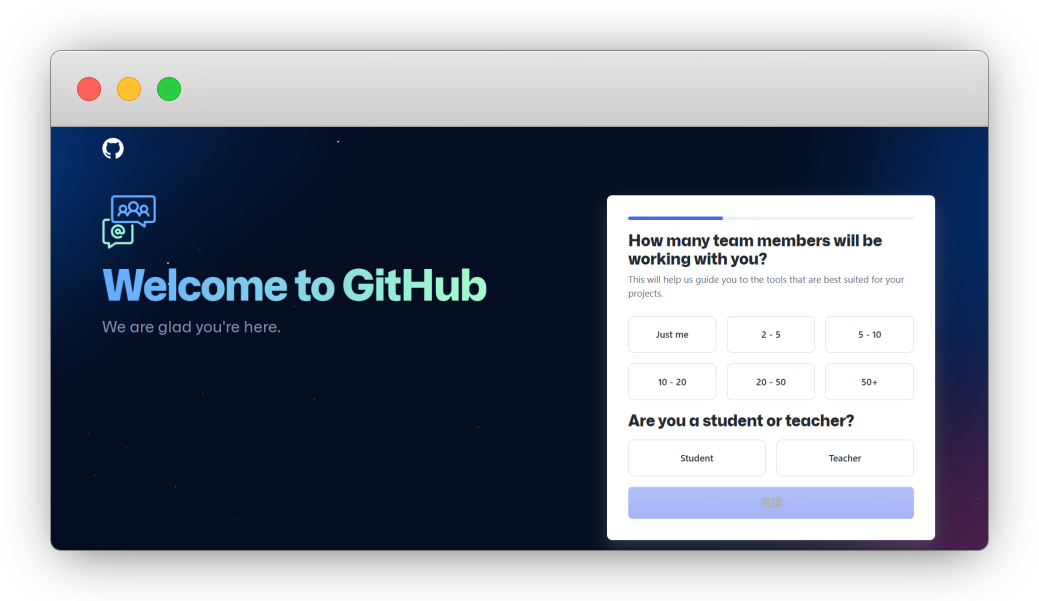 Welcome to GitHub
We are glad you're here.
How many team members will be
working with you?
This will help us guide you to the tools that are best suited for your
projects.
Just me
2 - 5
5 - 10
10 - 20
20 - 50
50+
Are you a student or teacher?
Student
Teacher